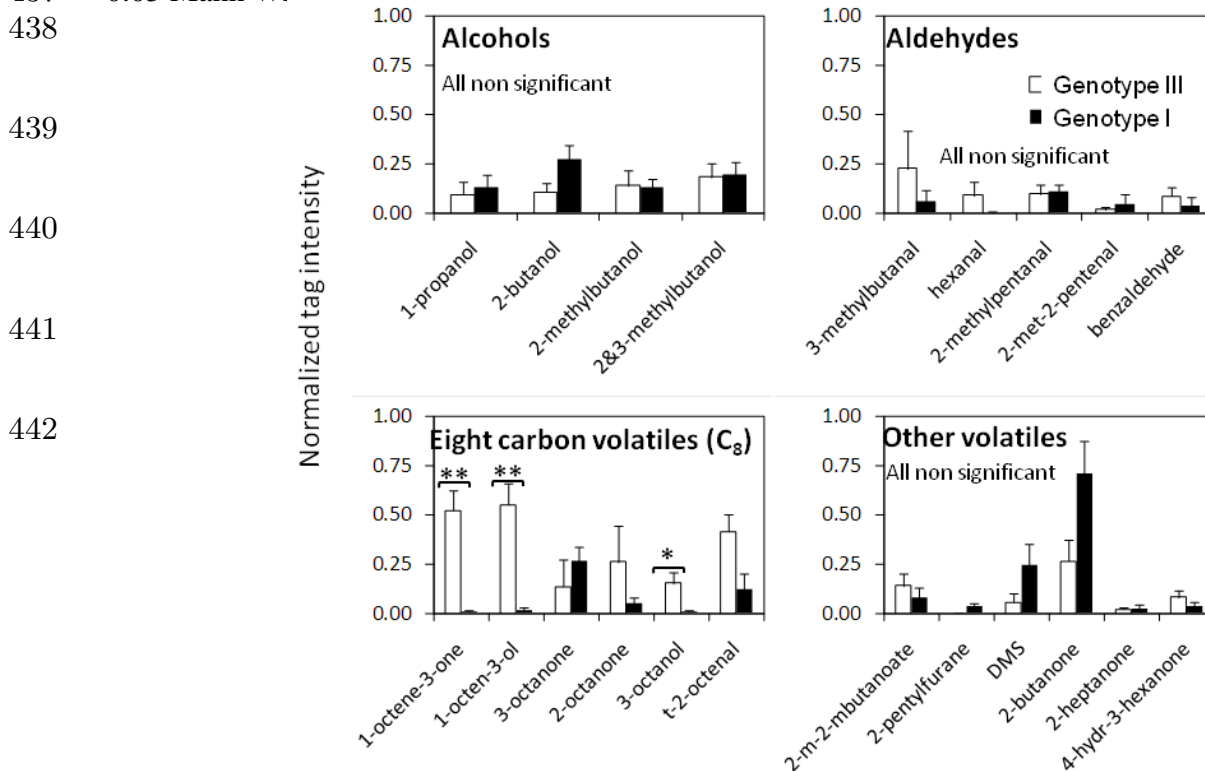 438
439
440
441
442
Normalized tag intensity
Alcohols
All non significant
1.00
0.75
0.50
0.25
0.00
1-propanol
2-butanol
2-methylbutanol
2&3-methylbutanol
Aldehydes
Genotype III
Genotype I
All non significant
1.00
0.75
0.50
0.25
0.00
3-methylbutanal
hexanal
2-methylpentanal
2-met-2-pentenal
benzaldehyde
Eight carbon volatiles (C₈)
** **
*
1.00
0.75
0.50
0.25
0.00
1-octene-3-one
1-octen-3-ol
3-octanone
2-octanone
3-octanol
t-2-octenal
Other volatiles
All non significant
1.00
0.75
0.50
0.25
0.00
2-m-2-mbutanoate
2-pentylfurane
DMS
2-butanone
2-heptanone
4-hydr-3-hexanone